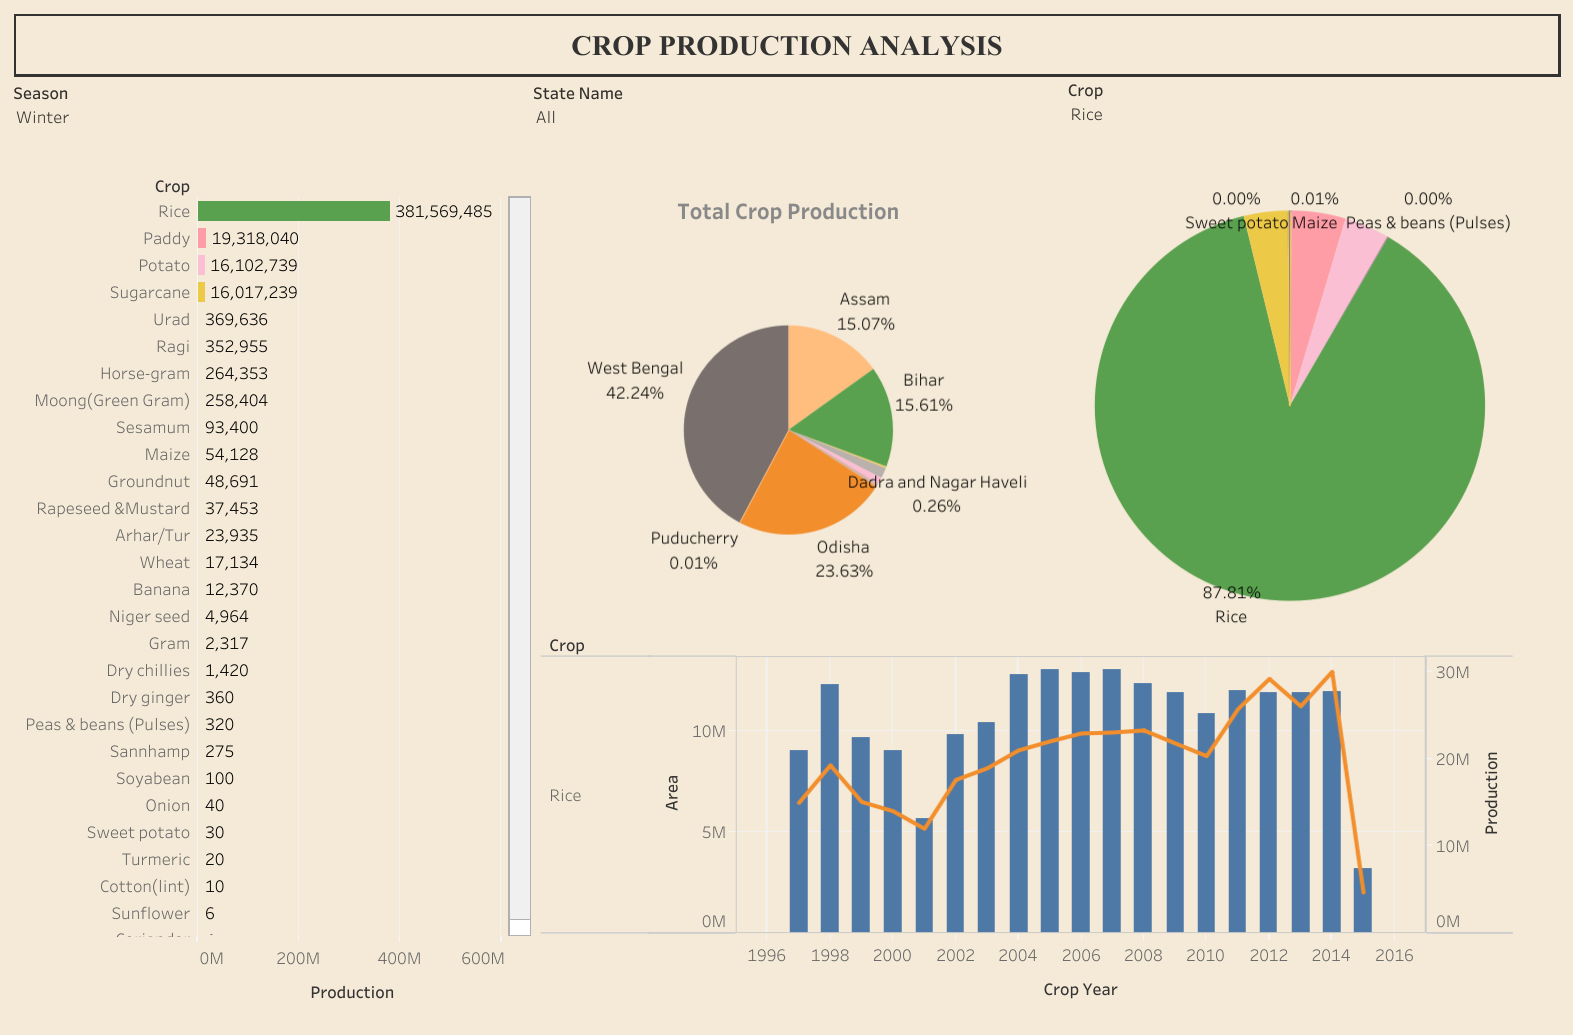 CROP PRODUCTION ANALYSIS
Season
Winter
State Name
All
Crop
Rice
Crop
Rice 381,569,485
Paddy 19,318,040
Potato 16,102,739
Sugarcane 16,017,239
Urad 369,636
Ragi 352,955
Horse-gram 264,353
Moong(Green Gram) 258,404
Sesamum 93,400
Maize 54,128
Groundnut 48,691
Rapeseed &Mustard 37,453
Arhar/Tur 23,935
Wheat 17,134
Banana 12,370
Niger seed 4,964
Gram 2,317
Dry chillies 1,420
Dry ginger 360
Peas & beans (Pulses) 320
Sannhamp 275
Soyabean 100
Onion 40
Sweet potato 30
Turmeric 20
Cotton(lint) 10
Sunflower 6
0M 200M 400M 600M
Production
Total Crop Production
Assam
15.07%
West Bengal
42.24%
Bihar
15.61%
Dadra and Nagar Haveli
0.26%
Puducherry
0.01%
Odisha
23.63%
0.00% 0.01% 0.00%
Sweet potato Maize Peas & beans (Pulses)
87.81%
Rice
Crop
Rice
Area
10M
5M
0M
30M
20M
10M
0M
Production
1996 1998 2000 2002 2004 2006 2008 2010 2012 2014 2016
Crop Year